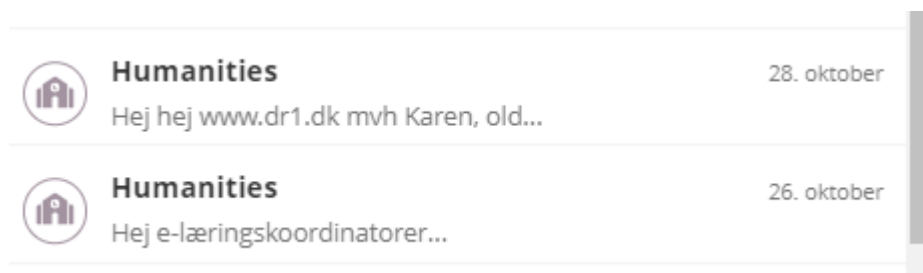 Humanities
28. oktober
Hej hej www.dr1.dk mvh Karen, old...
Humanities
26. oktober
Hej e-læringskoordinatorer...